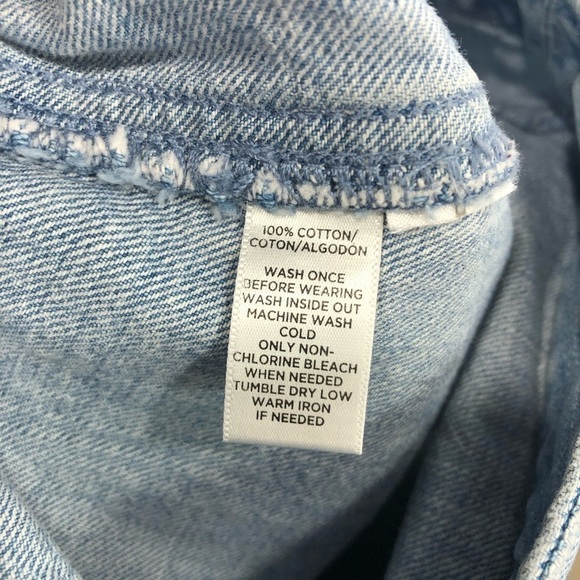 100% COTTON/
COTON/ALGODÓN
WASH ONCE
BEFORE WEARING
WASH INSIDE OUT
MACHINE WASH
COLD
ONLY NON-
CHLORINE BLEACH
WHEN NEEDED
TUMBLE DRY LOW
WARM IRON
IF NEEDED